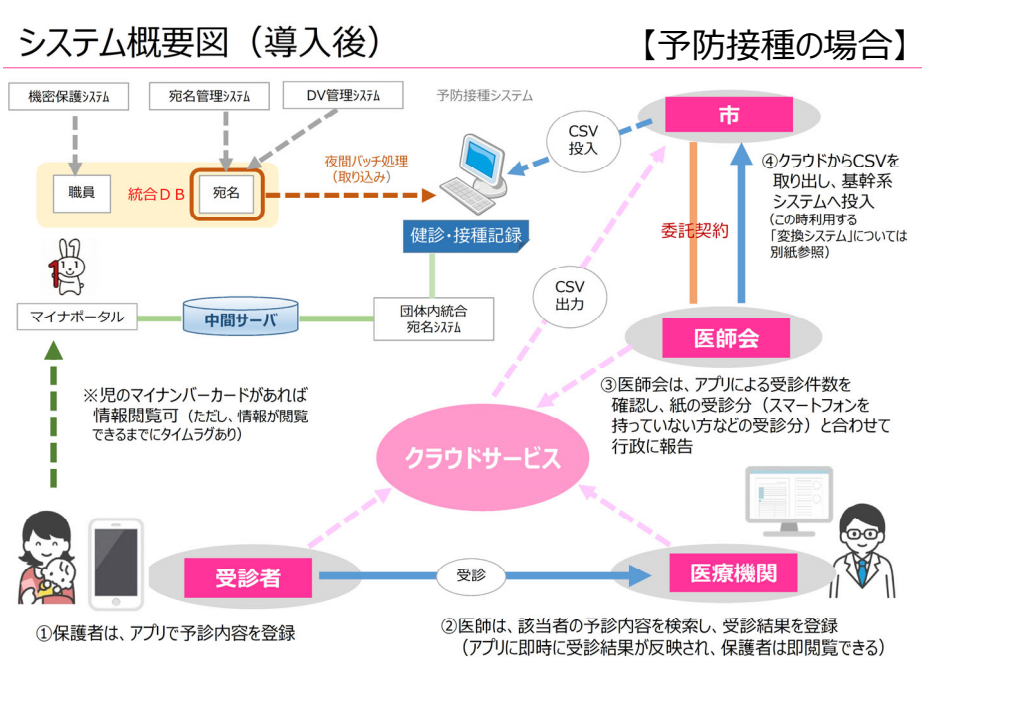 システム概要図（導入後）
【予防接種の場合】
機密保護ｼｽﾃﾑ
宛名管理ｼｽﾃﾑ
DV管理ｼｽﾃﾑ
予防接種システム
市
CSV
投入
夜間バッチ処理
（取り込み）
職員
統合ＤＢ
宛名
④クラウドからCSVを
取り出し、基幹系
システムへ投入
(この時利用する
「変換システム」については
別紙参照）
健診・接種記録
委託契約
CSV
出力
1
マイナポータル
中間サーバ
団体内統合
宛名ｼｽﾃﾑ
医師会
※児のマイナンバーカードがあれば
情報閲覧可（ただし、情報が閲覧
できるまでにタイムラグあり）
③医師会は、アプリによる受診件数を
確認し、紙の受診分（スマートフォンを
持っていない方などの受診分）と合わせて
行政に報告
クラウドサービス
受診者
受診
医療機関
①保護者は、アプリで予診内容を登録
②医師は、該当者の予診内容を検索し、受診結果を登録
（アプリに即時に受診結果が反映され、保護者は即閲覧できる）